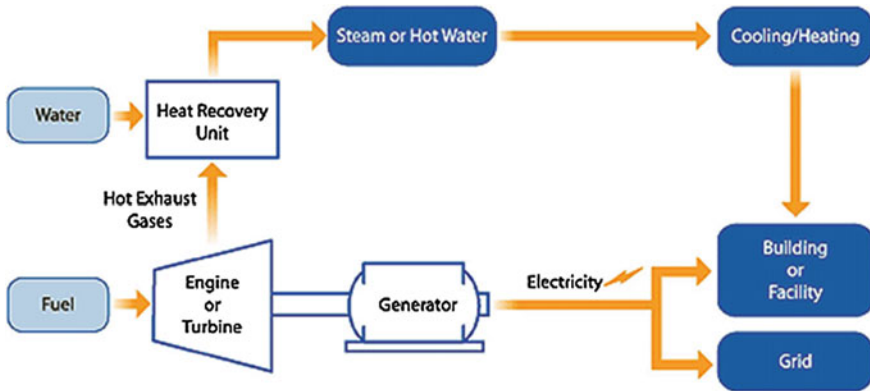 Steam or Hot Water
Cooling/Heating
Water
Heat Recovery
Unit
Hot Exhaust
Gases
Fuel
Engine
or
Turbine
Generator
Electricity
Building
or
Facility
Grid